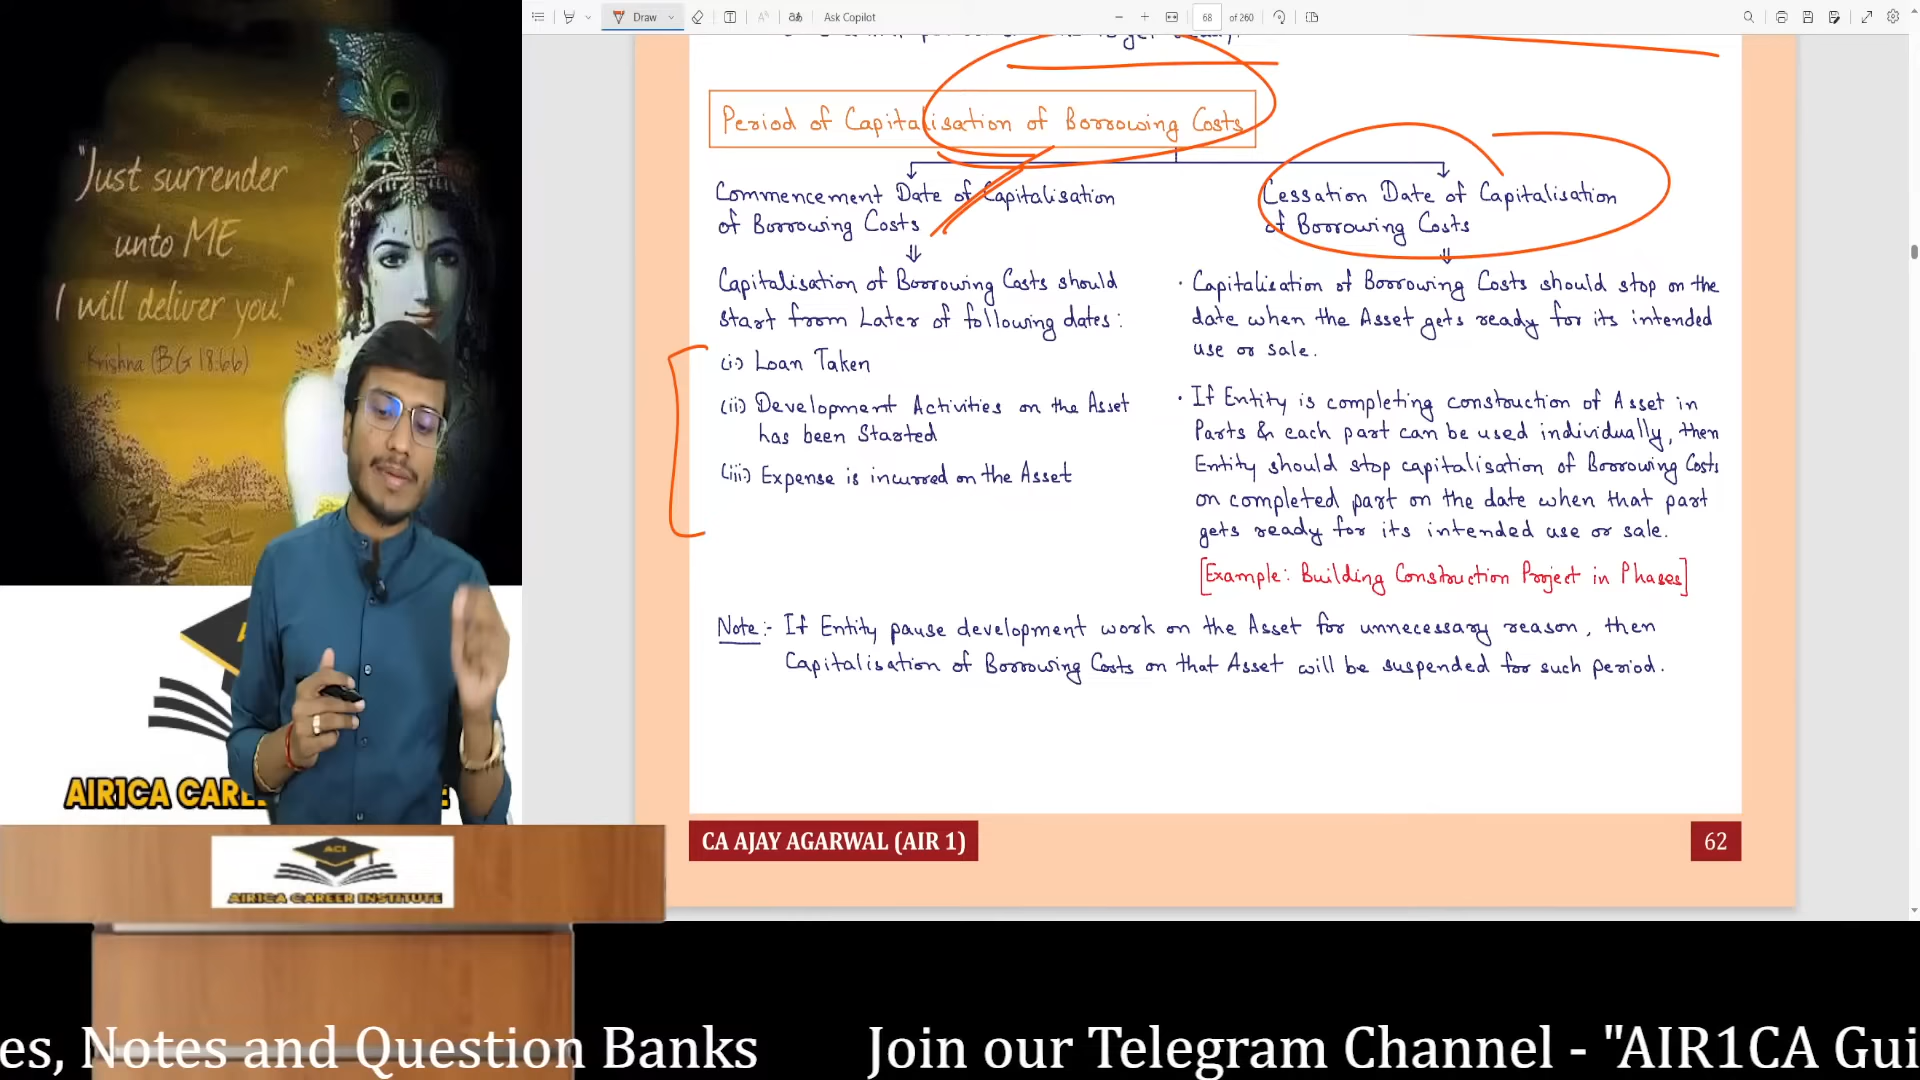 Draw
Ask Copilot
68
of 260
"Just surrender
unto ME
I will deliver you!"
- Krishna (B.G 18:66)
Period of Capitalisation of Borrowing Costs
Commencement Date of Capitalisation
of Borrowing Costs
Capitalisation of Borrowing Costs should
start from Later of following dates:
(i) Loan Taken
(ii) Development Activities on the Asset
has been Started
(iii) Expense is incurred on the Asset
Cessation Date of Capitalisation
of Borrowing Costs
· Capitalisation of Borrowing Costs should stop on the
date when the Asset gets ready for its intended
use or sale.
· If Entity is completing construction of Asset in
Parts & each part can be used individually, then
Entity should stop capitalisation of Borrowing Costs
on completed part on the date when that part
gets ready for its intended use or sale.
[Example: Building Construction Project in Phases]
Note:- If Entity pause development work on the Asset for unnecessary reason, then
Capitalisation of Borrowing Costs on that Asset will be suspended for such period.
CA AJAY AGARWAL (AIR 1)
62
AIR1CA CARE
ACI
AIR1CA CAREER INSTITUTE
es, Notes and Question Banks Join our Telegram Channel - "AIR1CA Gui